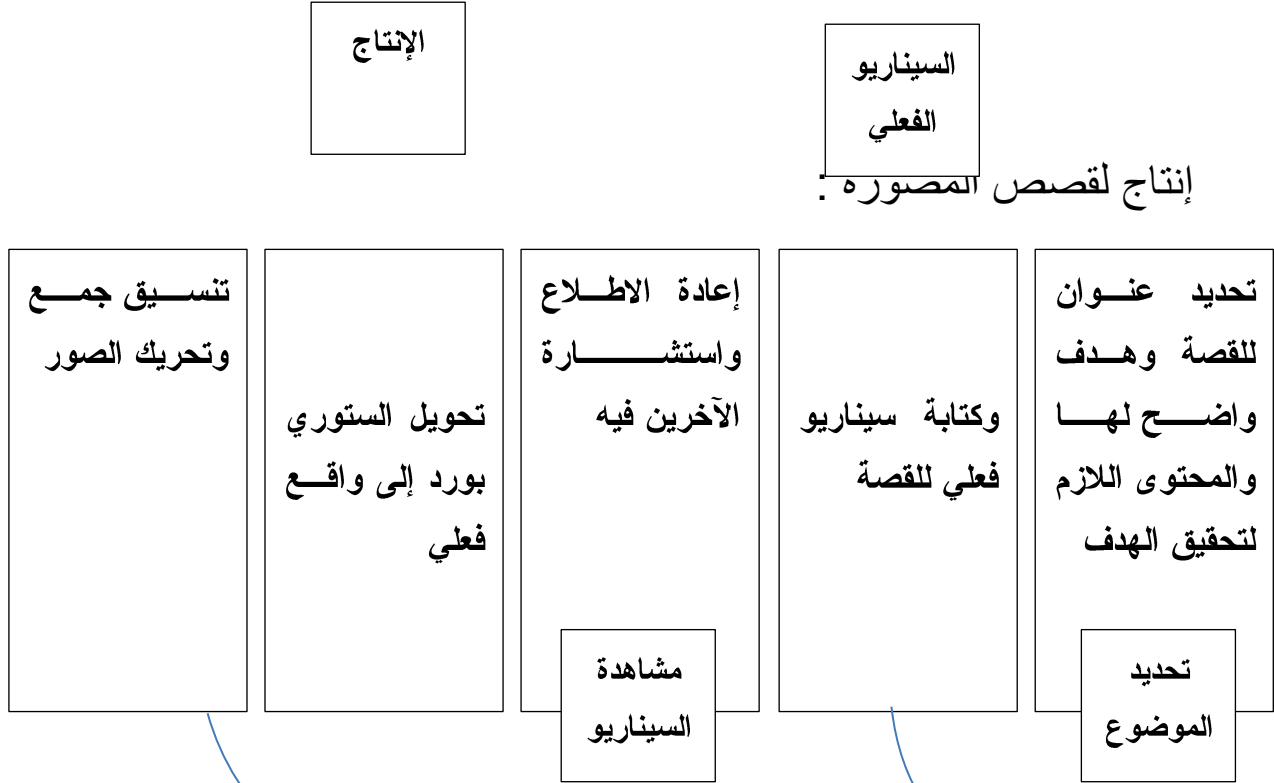 الإنتاج
السيناريو
الفعلي
إنتاج لقصص المصورة :
تحديد عنوان
للقصة وهدف
واضح لها
والمحتوى اللازم
لتحقيق الهدف
وكتابة سيناريو
فعلي للقصة
إعادة الاطلاع
واستشارة
الآخرين فيه
تحويل الستوري
بورد إلى واقع
فعلي
تنسيق جمع
وتحريك الصور
تحديد
الموضوع
مشاهدة
السيناريو